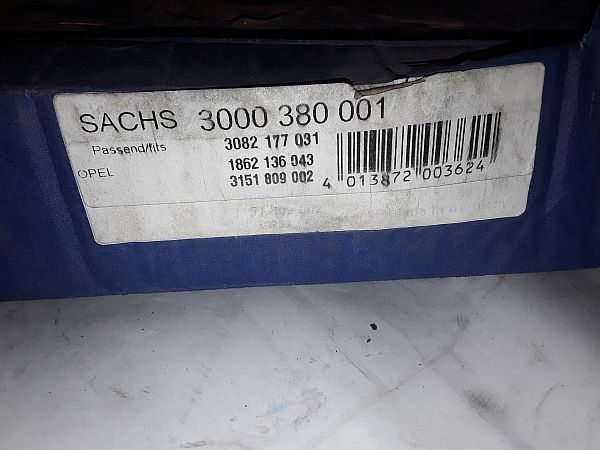 SACHS 3000 380 001
Passend/fits 3082 177 031
1862 136 043
OPEL 3151 809 002
4 013872 003624